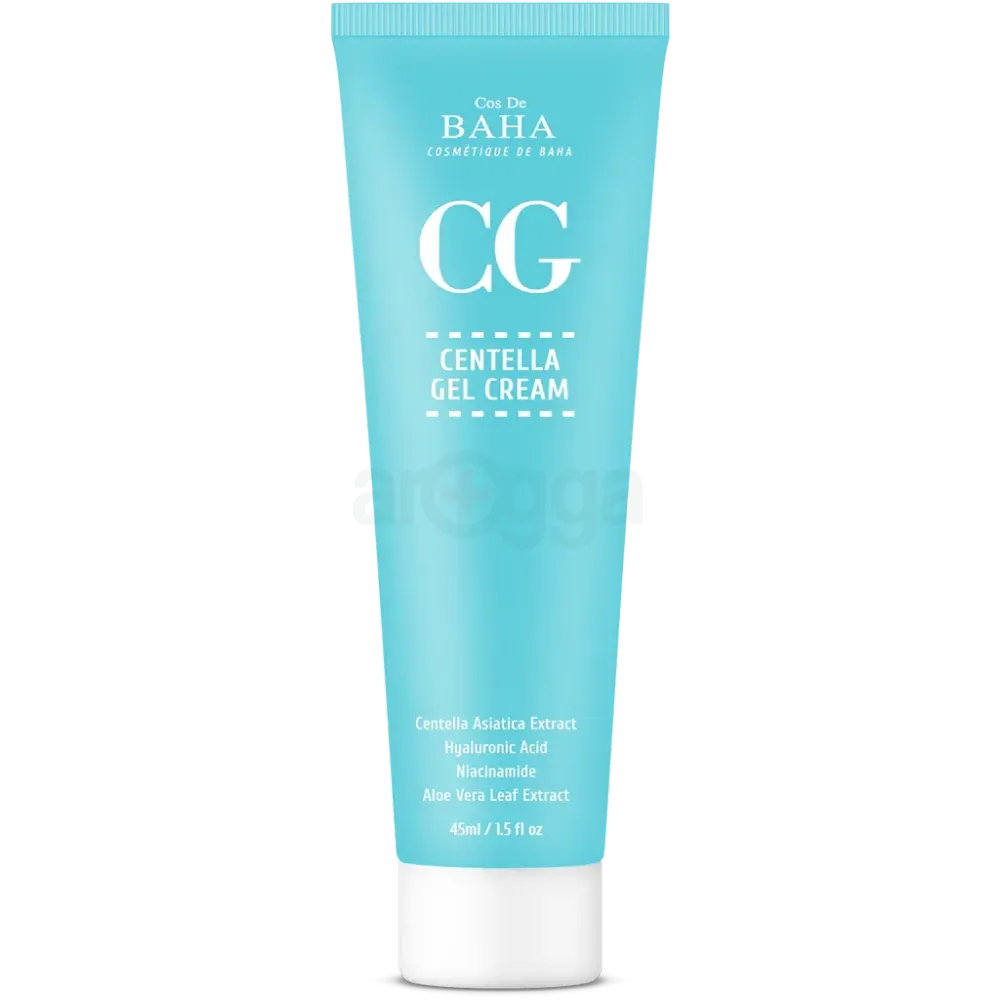 Cos De
BAHA
COSMÉTIQUE DE BAHA
CG
CENTELLA
GEL CREAM
arogga
Centella Asiatica Extract
Hyaluronic Acid
Niacinamide
Aloe Vera Leaf Extract
45ml / 1.5 fl oz